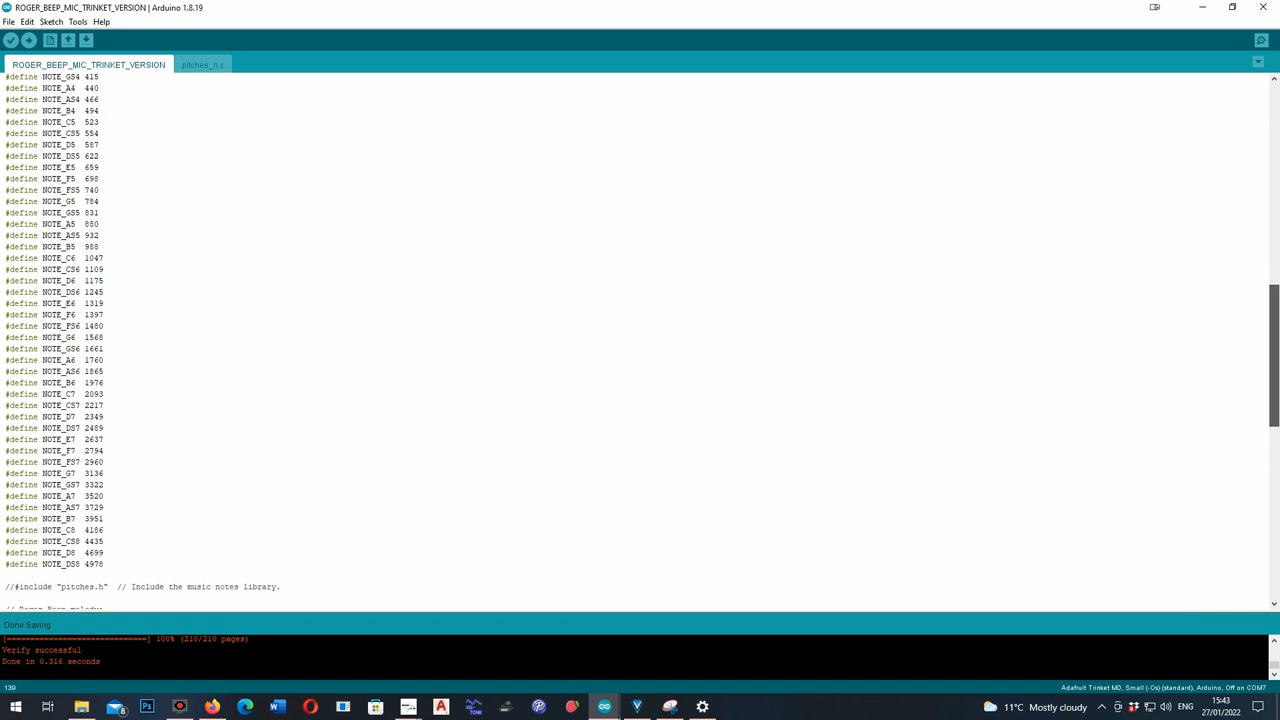 ROGER_BEEP_MIC_TRINKET_VERSION | Arduino 1.8.19
File Edit Sketch Tools Help
ROGER_BEEP_MIC_TRINKET_VERSION pitches_h.c
#define NOTE_GS4 415
#define NOTE_A4 440
#define NOTE_AS4 466
#define NOTE_B4 494
#define NOTE_C5 523
#define NOTE_CS5 554
#define NOTE_D5 587
#define NOTE_DS5 622
#define NOTE_E5 659
#define NOTE_F5 698
#define NOTE_FS5 740
#define NOTE_G5 784
#define NOTE_GS5 831
#define NOTE_A5 880
#define NOTE_AS5 932
#define NOTE_B5 988
#define NOTE_C6 1047
#define NOTE_CS6 1109
#define NOTE_D6 1175
#define NOTE_DS6 1245
#define NOTE_E6 1319
#define NOTE_F6 1397
#define NOTE_FS6 1480
#define NOTE_G6 1568
#define NOTE_GS6 1661
#define NOTE_A6 1760
#define NOTE_AS6 1865
#define NOTE_B6 1976
#define NOTE_C7 2093
#define NOTE_CS7 2217
#define NOTE_D7 2349
#define NOTE_DS7 2489
#define NOTE_E7 2637
#define NOTE_F7 2794
#define NOTE_FS7 2960
#define NOTE_G7 3136
#define NOTE_GS7 3322
#define NOTE_A7 3520
#define NOTE_AS7 3729
#define NOTE_B7 3951
#define NOTE_C8 4186
#define NOTE_CS8 4435
#define NOTE_D8 4699
#define NOTE_DS8 4978
//#include "pitches.h" // Include the music notes library.
// Roger Beep melody:
Done Saving.
[=============================] 100% (210/210 pages)
Verify successful
Done in 0.316 seconds
139 Adafruit Trinket M0, Small (-Os) (standard), Arduino, Off on COM7
11°C Mostly cloudy ENG 15:43
27/01/2022